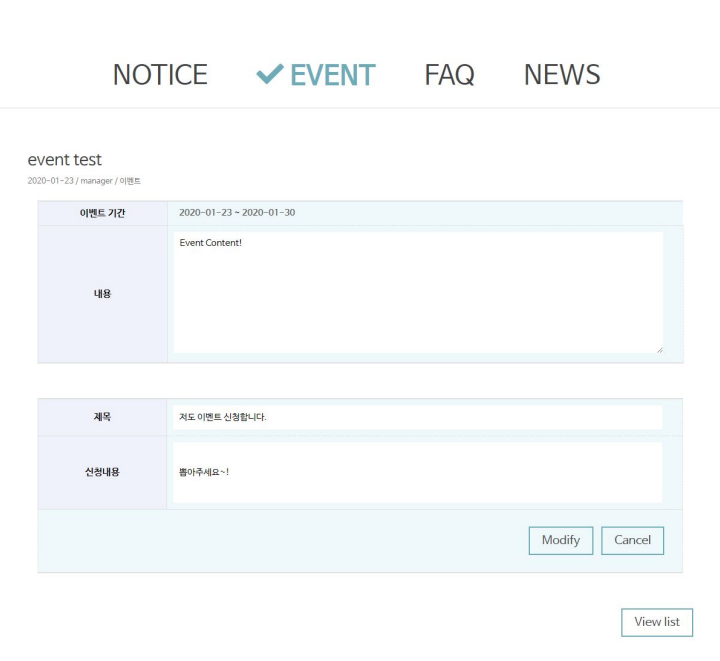 NOTICE EVENT FAQ NEWS
event test
2020-01-23 / manager / 이벤트
이벤트 기간 2020-01-23 ~ 2020-01-30
내용 Event Content!
제목 저도 이벤트 신청합니다.
신청내용 뽑아주세요~!
Modify Cancel
View list